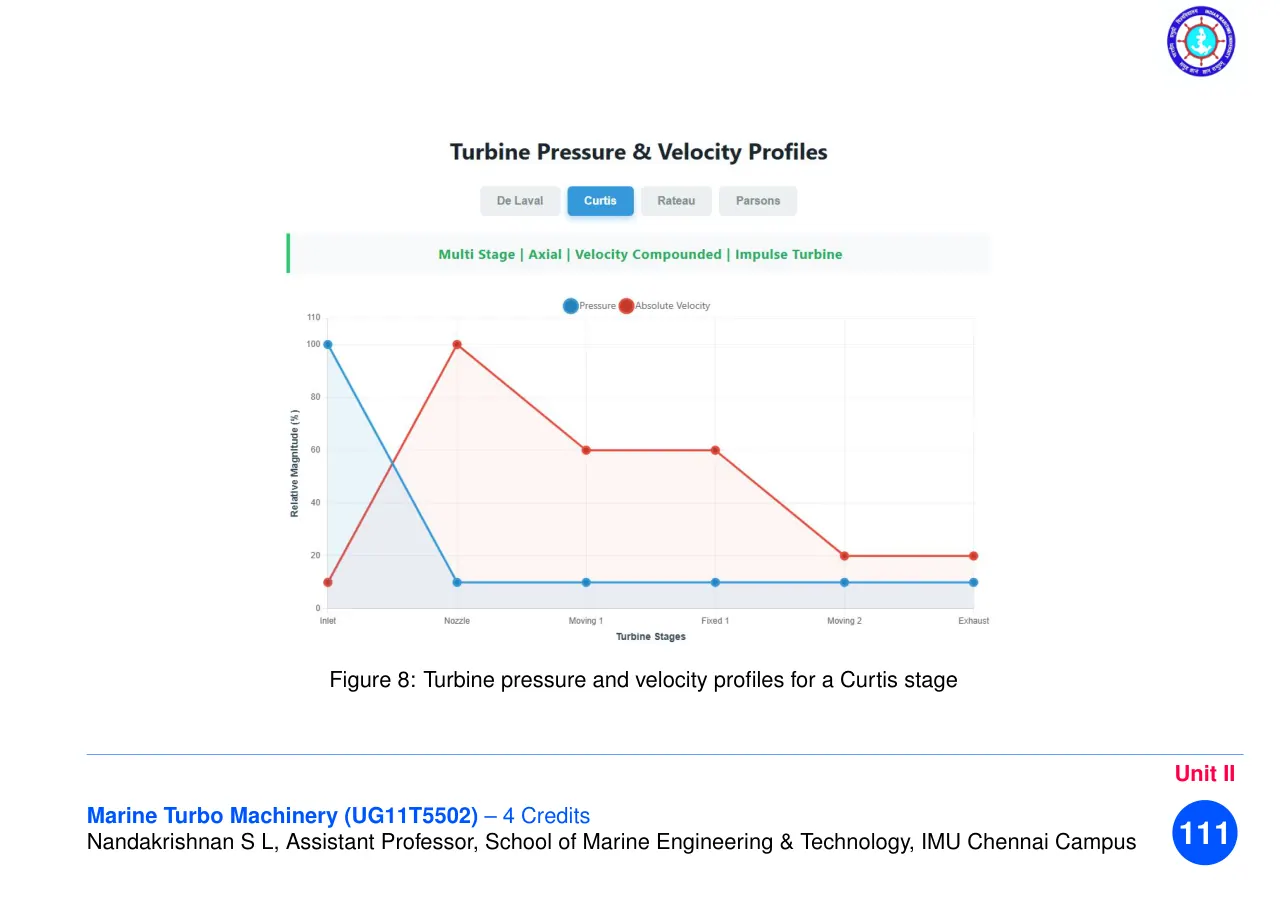 Turbine Pressure & Velocity Profiles
De Laval Curtis Rateau Parsons
Multi Stage | Axial | Velocity Compounded | Impulse Turbine
Pressure Absolute Velocity
110
100
80
60
40
20
0
Relative Magnitude (%)
Inlet Nozzle Moving 1 Fixed 1 Moving 2 Exhaust
Turbine Stages
Figure 8: Turbine pressure and velocity profiles for a Curtis stage
Unit II
Marine Turbo Machinery (UG11T5502) – 4 Credits
Nandakrishnan S L, Assistant Professor, School of Marine Engineering & Technology, IMU Chennai Campus
111